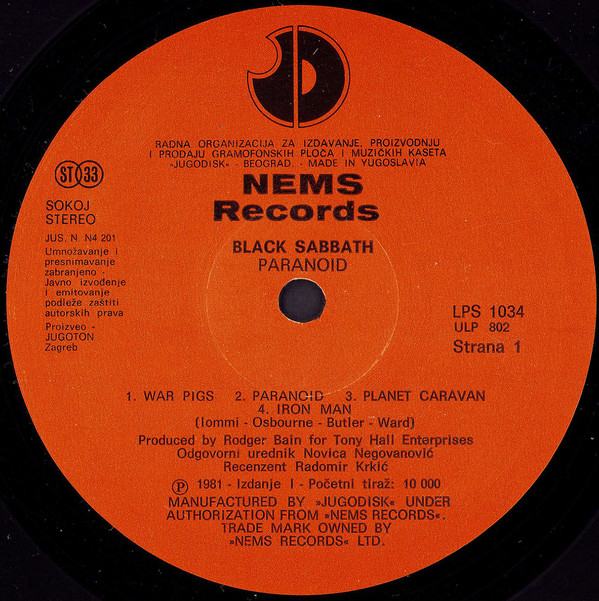 RADNA ORGANIZACIJA ZA IZDAVANJE, PROIZVODNJU
I PRODAJU GRAMOFONSKIH PLOČA I MUZIČKIH KASETA
»JUGODISK« - BEOGRAD. - MADE IN YUGOSLAVIA
NEMS
Records
ST 33
SOKOJ
STEREO
JUS. N. N4 201
Umnožavanje i
presnimavanje
zabranjeno -
Javno izvođenje
i emitovanje
podleže zaštiti
autorskih prava
Proizveo -
JUGOTON
Zagreb
BLACK SABBATH
PARANOID
LPS 1034
ULP 802
Strana 1
1. WAR PIGS 2. PARANOID 3. PLANET CARAVAN
4. IRON MAN
(Iommi - Osbourne - Butler - Ward)
Produced by Rodger Bain for Tony Hall Enterprises
Odgovorni urednik Novica Negovanović
Recenzent Radomir Krkić
Ⓟ 1981 - Izdanje I - Početni tiraž: 10 000
MANUFACTURED BY »JUGODISK« UNDER
AUTHORIZATION FROM »NEMS RECORDS«.
TRADE MARK OWNED BY
»NEMS RECORDS« LTD.